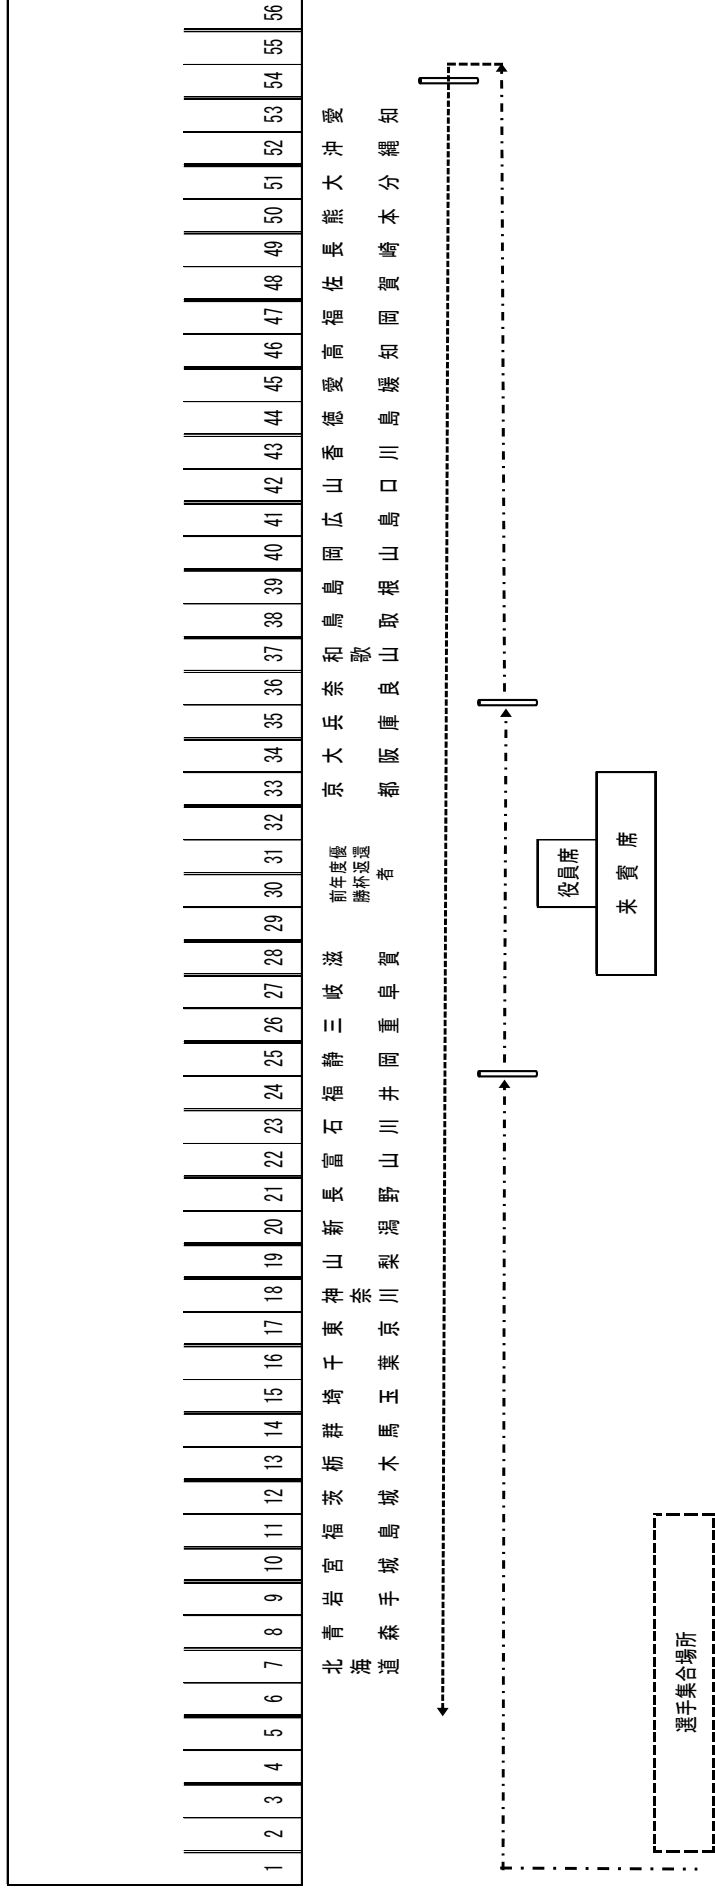 1 2 3 4 5 6 7 8 9 10 11 12 13 14 15 16 17 18 19 20 21 22 23 24 25 26 27 28 29 30 31 32 33 34 35 36 37 38 39 40 41 42 43 44 45 46 47 48 49 50 51 52 53 54 55 56
北海道
青森
岩手
宮城
福島
茨城
栃木
群馬
埼玉
千葉
東京
神奈川
山梨
新潟
長野
富山
石川
福井
静岡
三重
岐阜
滋賀
前年度優
勝杯返還
者
京都
大阪
兵庫
奈良
和歌山
鳥取
島根
岡山
広島
山口
香川
徳島
愛媛
高知
福岡
佐賀
長崎
熊本
大分
沖縄
愛知
役員席
来賓席
選手集合場所